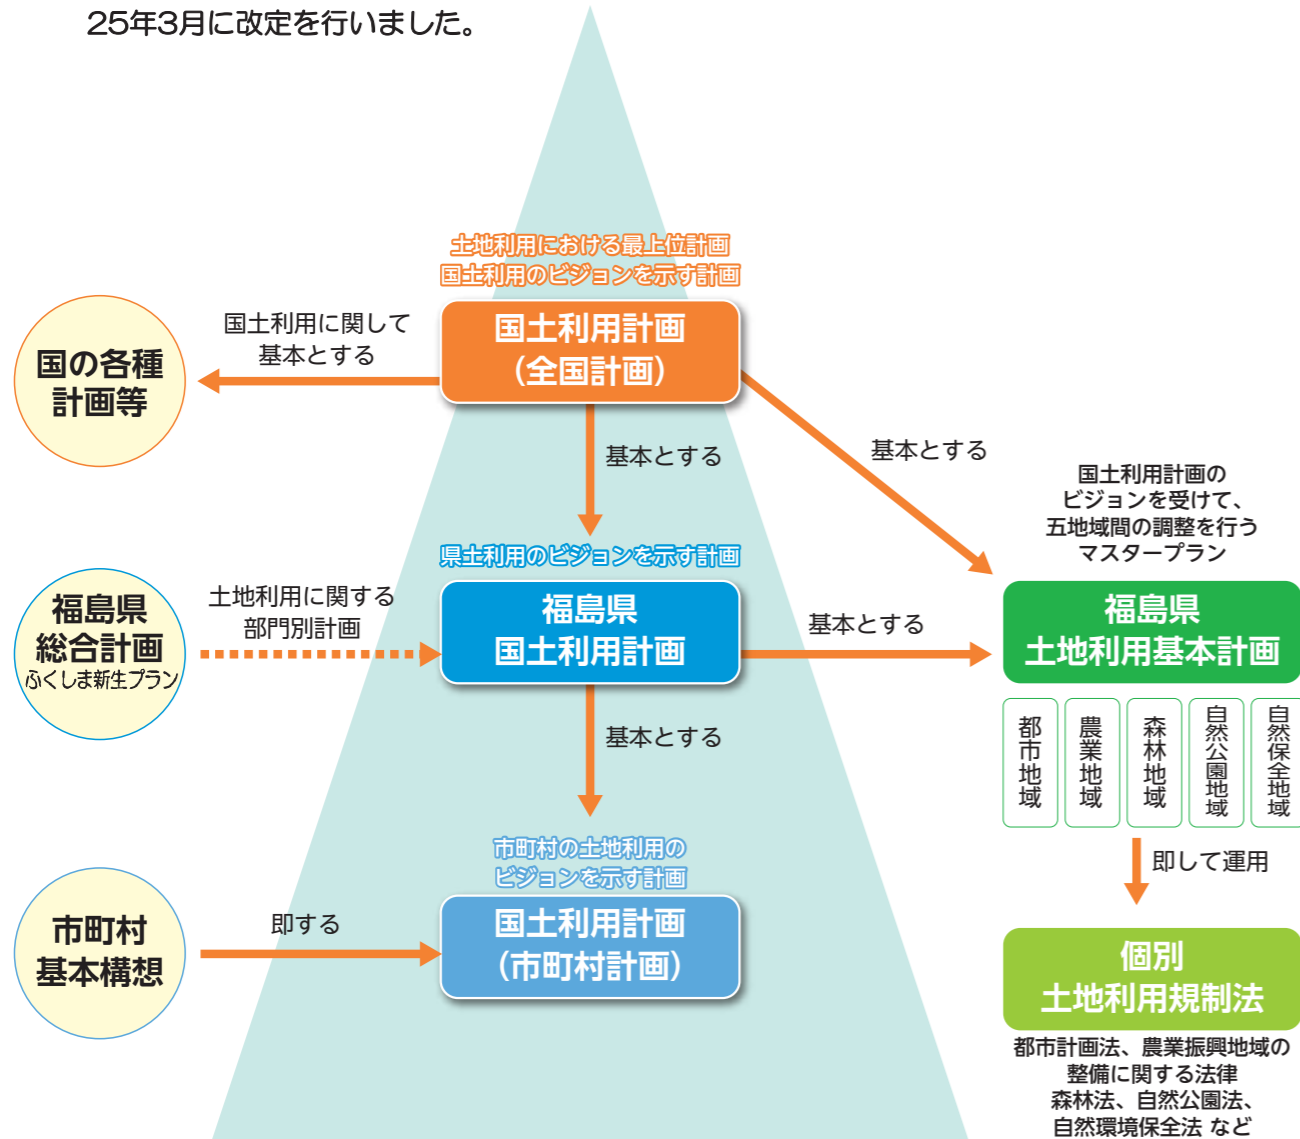 25年3月に改定を行いました。
土地利用における最上位計画
国土利用のビジョンを示す計画
国の各種
計画等
国土利用に関して
基本とする
国土利用計画
（全国計画）
基本とする
基本とする
国土利用計画の
ビジョンを受けて、
五地域間の調整を行う
マスタープラン
県土利用のビジョンを示す計画
福島県
総合計画
ふくしま新生プラン
土地利用に関する
部門別計画
福島県
国土利用計画
基本とする
福島県
土地利用基本計画
都市地域
農業地域
森林地域
自然公園地域
自然保全地域
基本とする
即して運用
市町村の土地利用の
ビジョンを示す計画
市町村
基本構想
即する
国土利用計画
（市町村計画）
個別
土地利用規制法
都市計画法、農業振興地域の
整備に関する法律
森林法、自然公園法、
自然環境保全法 など